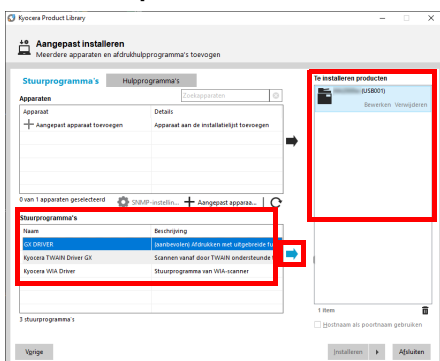 Kyocera Product Library
Aangepast installeren
Meerdere apparaten en afdrukhulpprogramma's toevoegen
Stuurprogramma's
Hulpprogramma's
Apparaten
Zoekapparaten
Apparaat
Details
Aangepast apparaat toevoegen
Apparaat aan de installatielijst toevoegen
0 van 1 apparaten geselecteerd
SNMP-instellin...
Aangepast apparaa...
Stuurprogramma's
Naam
Beschrijving
GX DRIVER
(aanbevolen) Afdrukken met uitgebreide fu
Kyocera TWAIN Driver GX
Scannen vanaf door TWAIN ondersteunde
Kyocera WIA Driver
Stuurprogramma van WIA-scanner
3 stuurprogramma's
Te installeren producten
(USB001)
Bewerken Verwijderen
1 item
Hostnaam als poortnaam gebruiken
Vorige
Installeren
Afsluiten